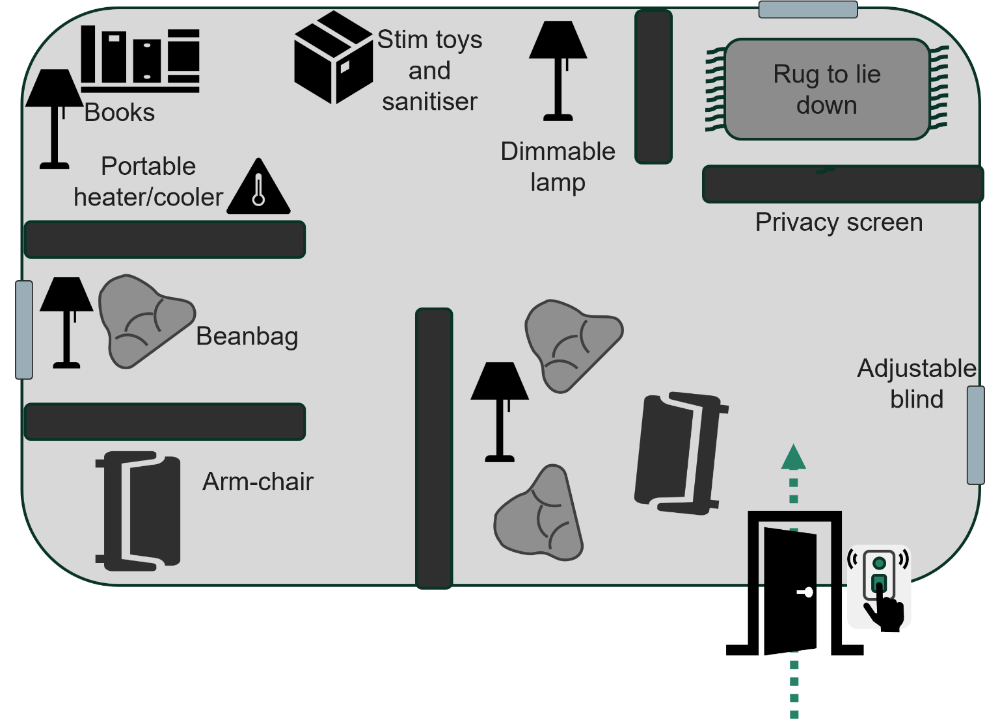 Books
Stim toys
and
sanitiser
Dimmable
lamp
Rug to lie
down
Portable
heater/cooler
Privacy screen
Beanbag
Adjustable
blind
Arm-chair